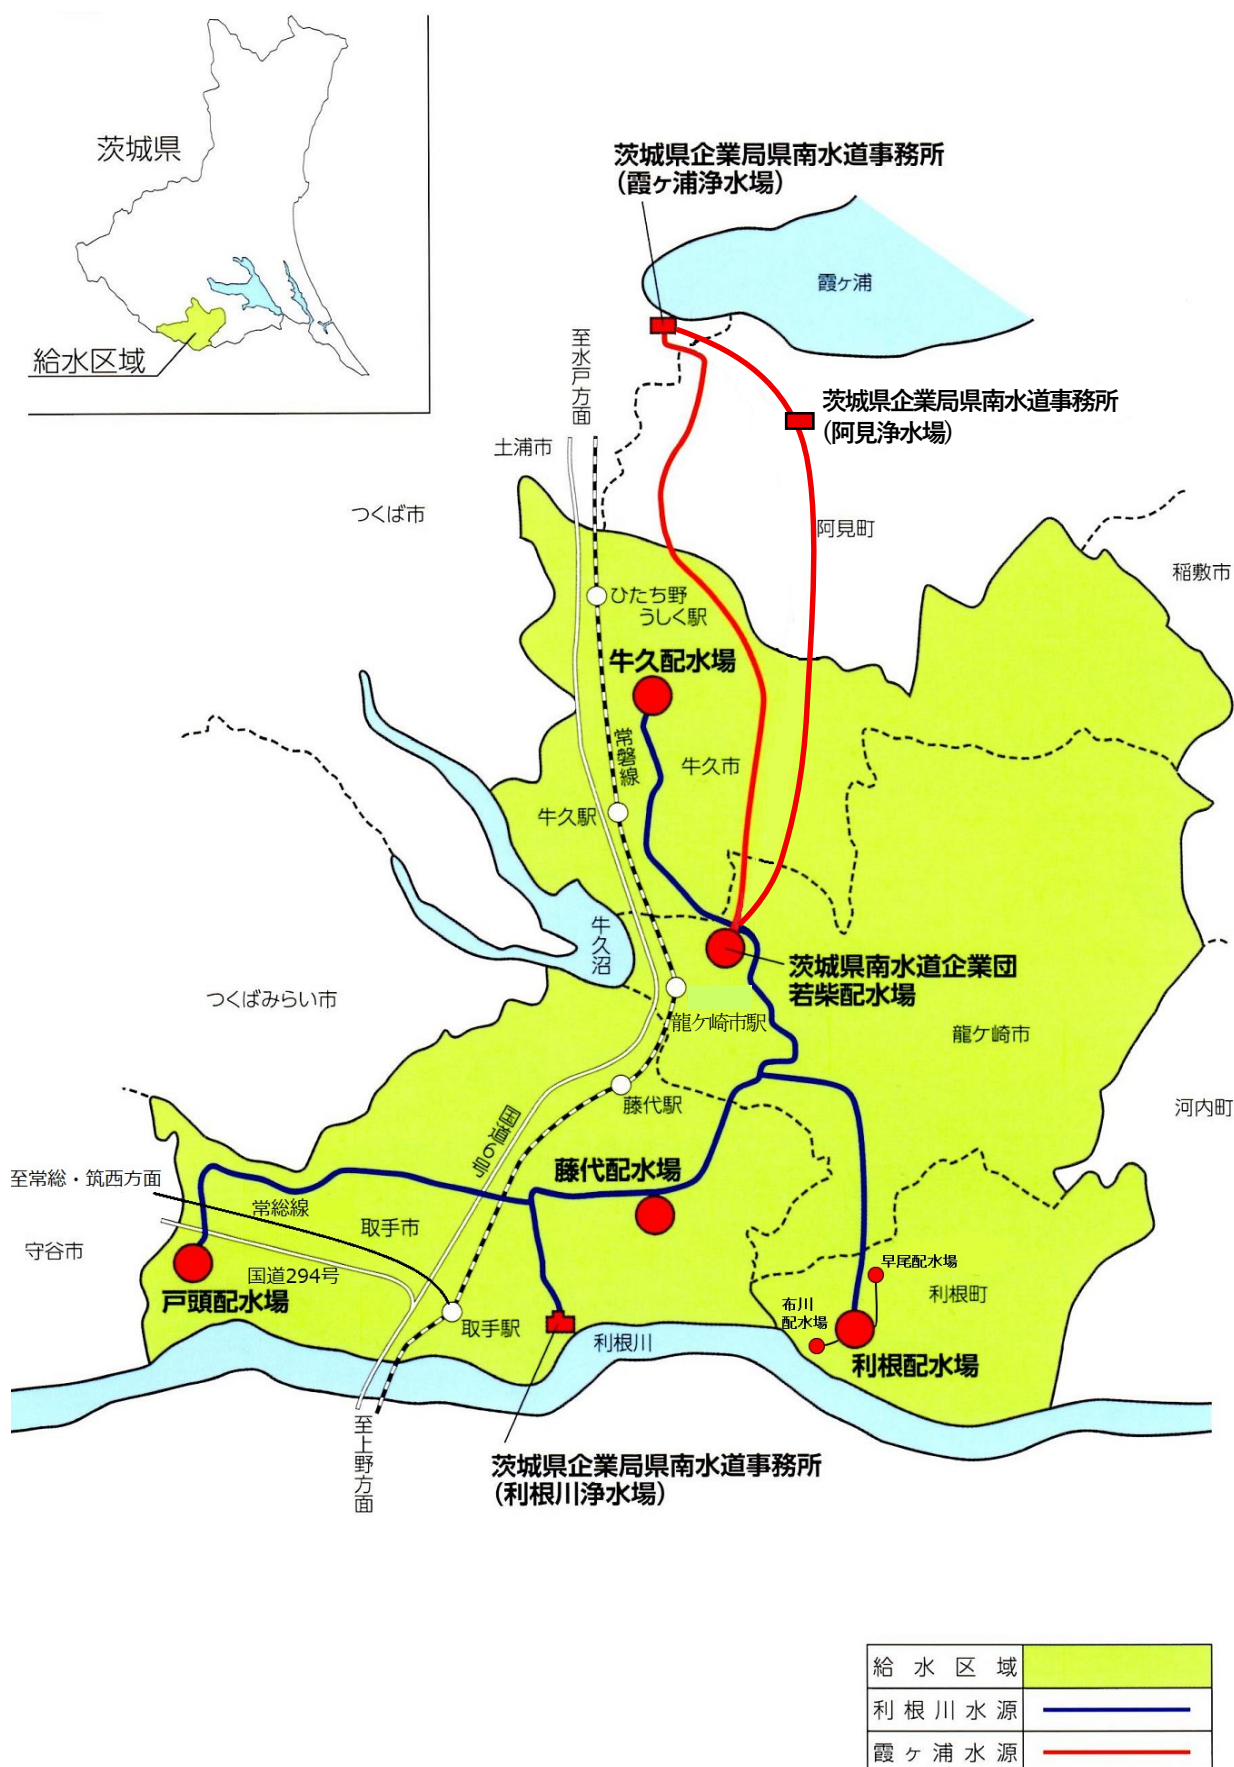 茨城県
給水区域
茨城県企業局県南水道事務所
(霞ヶ浦浄水場)
霞ヶ浦
至水戸方面
茨城県企業局県南水道事務所
(阿見浄水場)
土浦市
つくば市
阿見町
稲敷市
ひたち野
うしく駅
牛久配水場
常磐線
牛久市
牛久駅
牛久沼
茨城県南水道企業団
若柴配水場
つくばみらい市
龍ケ崎市駅
龍ケ崎市
藤代駅
河内町
国道6号
藤代配水場
至常総・筑西方面
常総線
取手市
守谷市
国道294号
戸頭配水場
早尾配水場
利根町
布川
配水場
取手駅
利根川
利根配水場
至上野方面
茨城県企業局県南水道事務所
(利根川浄水場)
給水区域
利根川水源
霞ヶ浦水源